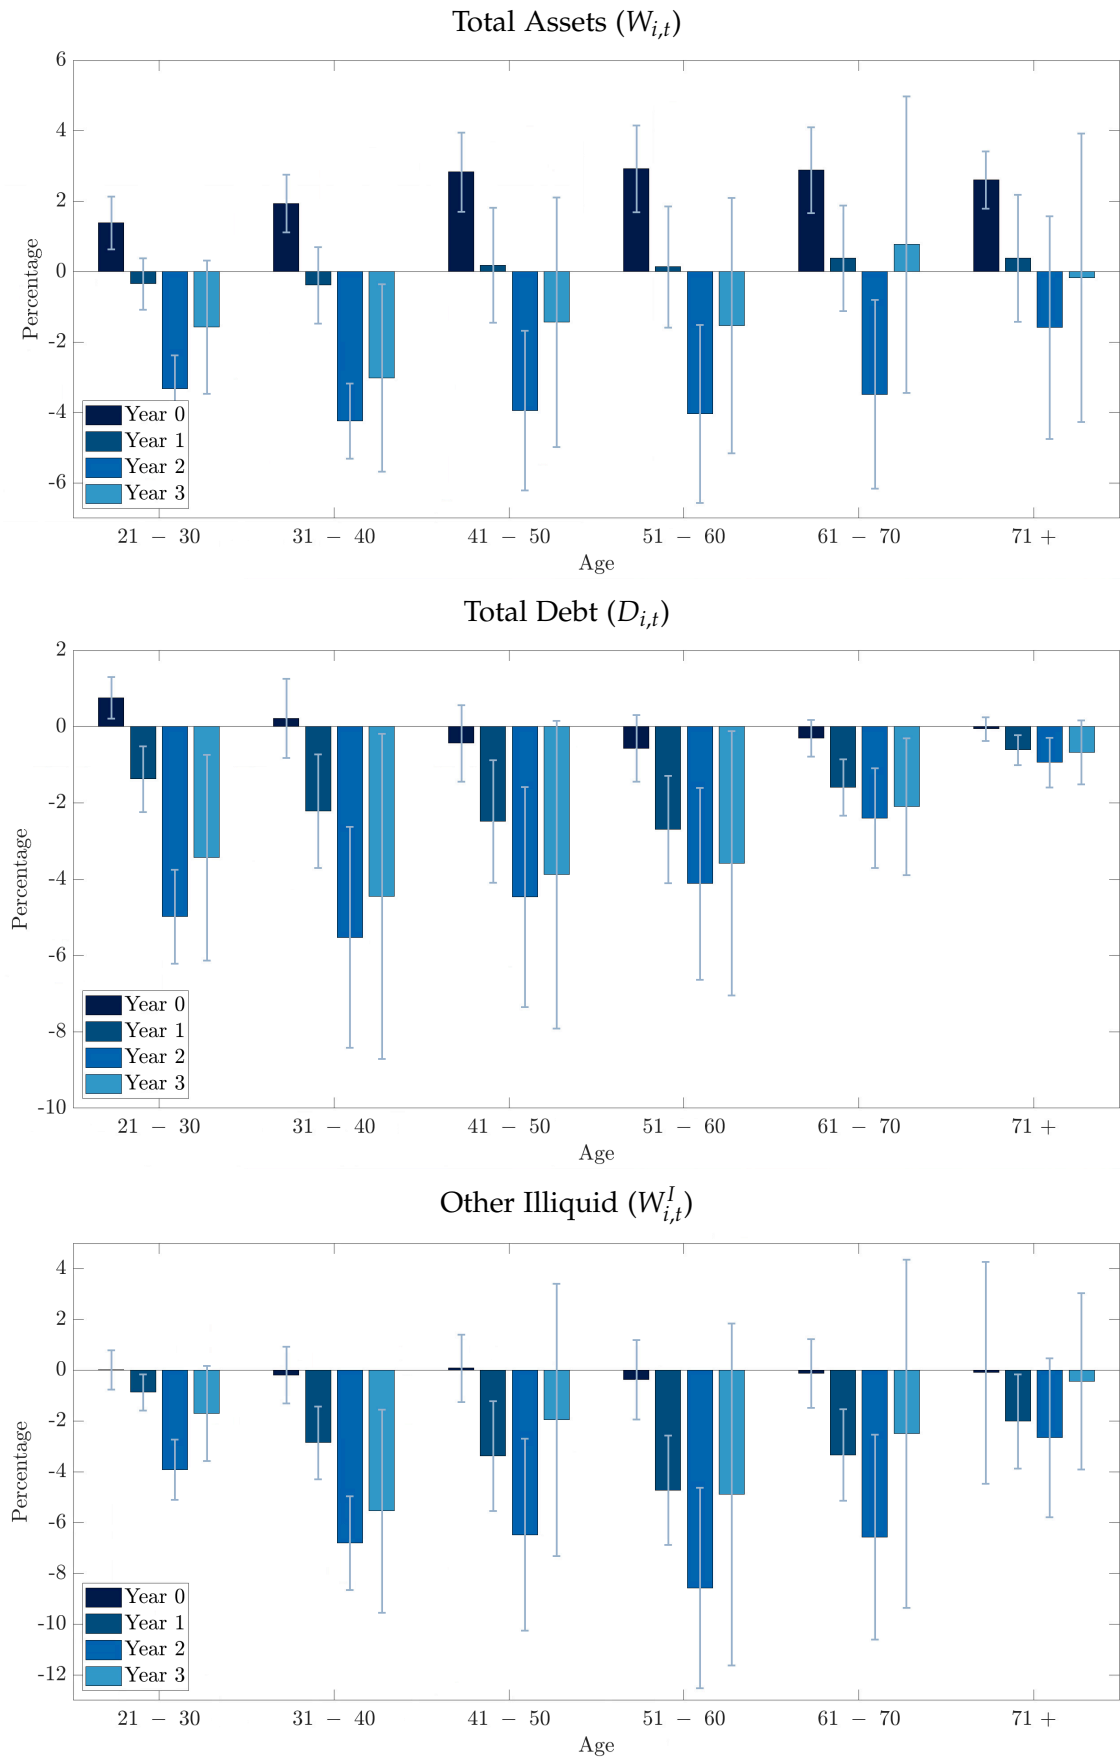 Total Assets (W_{i,t})
6
4
2
0
-2
-4
-6
Percentage
Year 0
Year 1
Year 2
Year 3
21 − 30 31 − 40 41 − 50 51 − 60 61 − 70 71 +
Age
Total Debt (D_{i,t})
2
0
-2
-4
-6
-8
-10
Percentage
Year 0
Year 1
Year 2
Year 3
21 − 30 31 − 40 41 − 50 51 − 60 61 − 70 71 +
Age
Other Illiquid (W^I_{i,t})
4
2
0
-2
-4
-6
-8
-10
-12
Percentage
Year 0
Year 1
Year 2
Year 3
21 − 30 31 − 40 41 − 50 51 − 60 61 − 70 71 +
Age